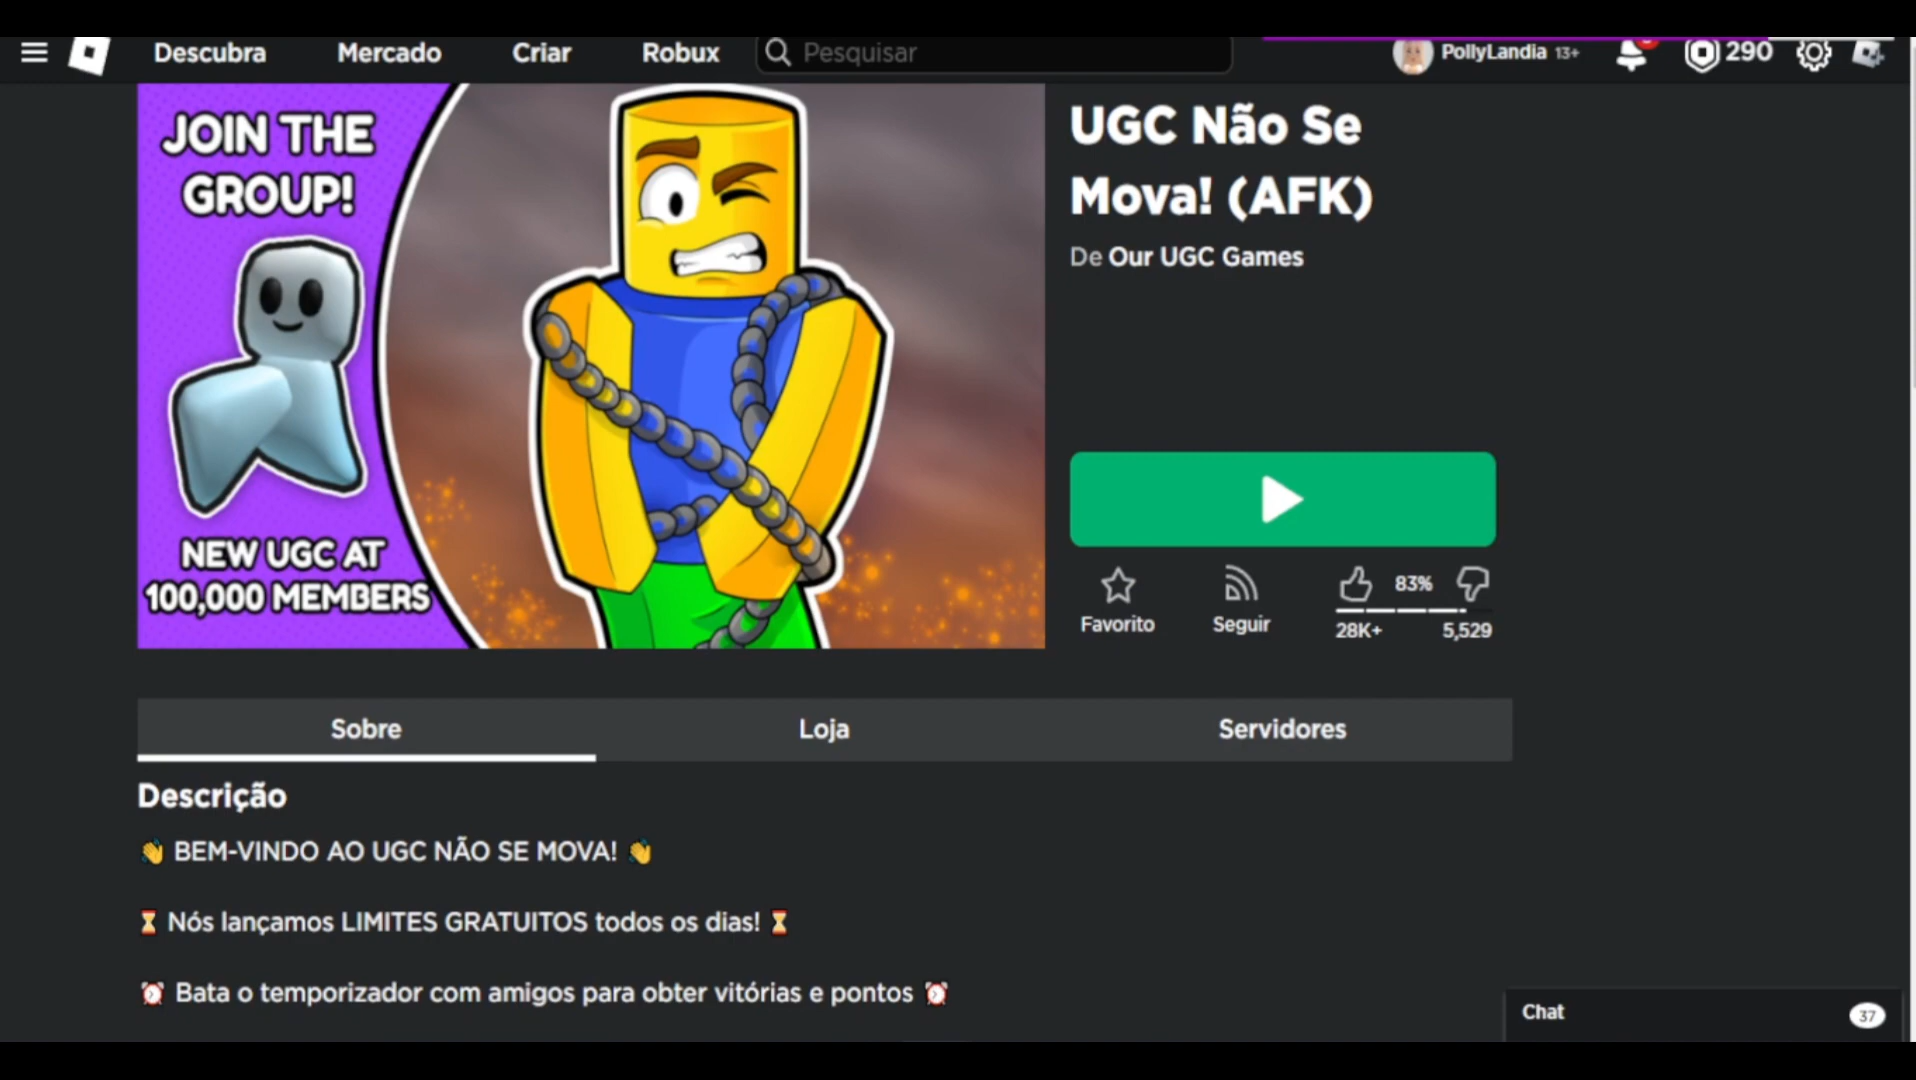 Descubra Mercado Criar Robux Pesquisar PollyLandia 13+ 290
JOIN THE
GROUP!
NEW UGC AT
100,000 MEMBERS
UGC Não Se
Mova! (AFK)
De Our UGC Games
83%
Favorito Seguir 28K+ 5,529
Sobre Loja Servidores
Descrição
👋 BEM-VINDO AO UGC NÃO SE MOVA! 👋
⏳ Nós lançamos LIMITES GRATUITOS todos os dias! ⏳
⏰ Bata o temporizador com amigos para obter vitórias e pontos ⏰
Chat 37